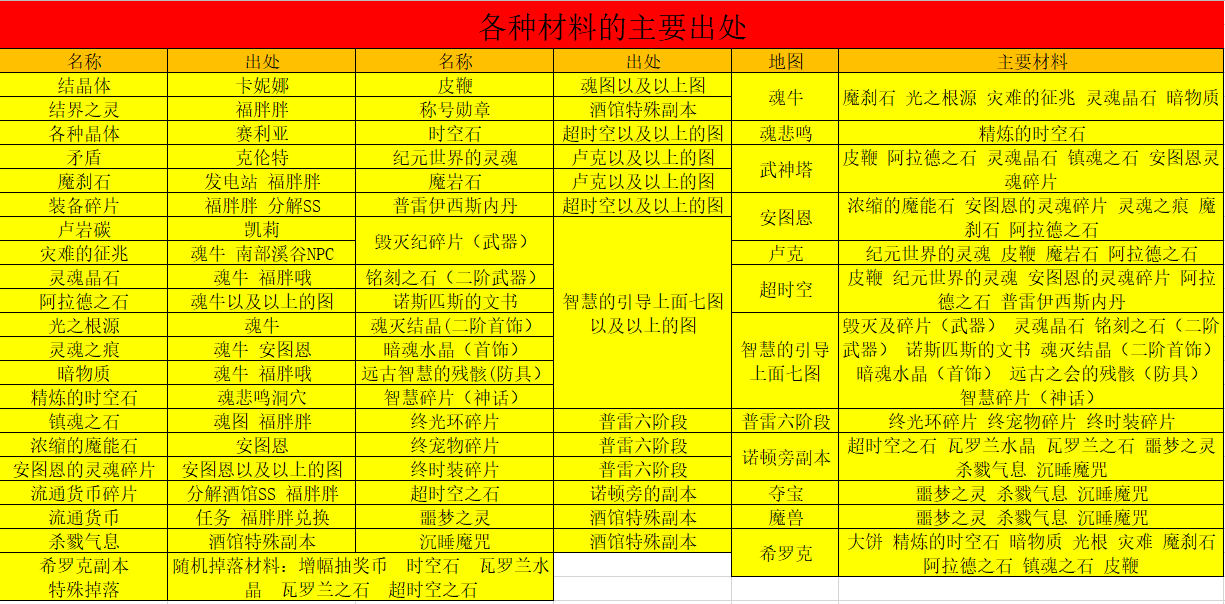 各种材料的主要出处
名称 出处 名称 出处 地图 主要材料
结晶体 卡妮娜 皮鞭 魂图以及以上图
魂牛 魔刹石 光之根源 灾难的征兆 灵魂晶石 暗物质
结界之灵 福胖胖 称号勋章 酒馆特殊副本
各种晶体 赛利亚 时空石 超时空以及以上的图 魂悲鸣 精炼的时空石
矛盾 克伦特 纪元世界的灵魂 卢克以及以上的图
武神塔 皮鞭 阿拉德之石 灵魂晶石 镇魂之石 安图恩灵
魂碎片
魔刹石 发电站 福胖胖 魔岩石 卢克以及以上的图
装备碎片 福胖胖 分解SS 普雷伊西斯内丹 超时空以及以上的图
安图恩 浓缩的魔能石 安图恩的灵魂碎片 灵魂之痕 魔
刹石 阿拉德之石
卢岩碳 凯莉 毁灭纪碎片（武器）
灾难的征兆 魂牛 南部溪谷NPC 卢克 纪元世界的灵魂 皮鞭 魔岩石 阿拉德之石
灵魂晶石 魂牛 福胖哦 铭刻之石（二阶武器）
智慧的引导上面七图
以及以上的图
超时空 皮鞭 纪元世界的灵魂 安图恩的灵魂碎片 阿拉
德之石 普雷伊西斯内丹
阿拉德之石 魂牛以及以上的图 诺斯匹斯的文书
光之根源 魂牛 魂灭结晶(二阶首饰）
智慧的引导
上面七图
毁灭及碎片（武器） 灵魂晶石 铭刻之石（二阶
武器） 诺斯匹斯的文书 魂灭结晶（二阶首饰）
暗魂水晶（首饰） 远古之会的残骸（防具）
智慧碎片（神话）
灵魂之痕 魂牛 安图恩 暗魂水晶（首饰）
暗物质 魂牛 福胖哦 远古智慧的残骸(防具）
精炼的时空石 魂悲鸣洞穴 智慧碎片（神话）
镇魂之石 魂图 福胖胖 终光环碎片 普雷六阶段 普雷六阶段 终光环碎片 终宠物碎片 终时装碎片
浓缩的魔能石 安图恩 终宠物碎片 普雷六阶段
诺顿旁副本 超时空之石 瓦罗兰水晶 瓦罗兰之石 噩梦之灵
杀戮气息 沉睡魔咒
安图恩的灵魂碎片 安图恩以及以上的图 终时装碎片 普雷六阶段
流通货币碎片 分解酒馆SS 福胖胖 超时空之石 诺顿旁的副本 夺宝 噩梦之灵 杀戮气息 沉睡魔咒
流通货币 任务 福胖胖兑换 噩梦之灵 酒馆特殊副本 魔兽 噩梦之灵 杀戮气息 沉睡魔咒
杀戮气息 酒馆特殊副本 沉睡魔咒 酒馆特殊副本
希罗克 大饼 精炼的时空石 暗物质 光根 灾难 魔刹石
阿拉德之石 镇魂之石 皮鞭
希罗克副本
特殊掉落
随机掉落材料：增幅抽奖币 时空石 瓦罗兰水
晶 瓦罗兰之石 超时空之石